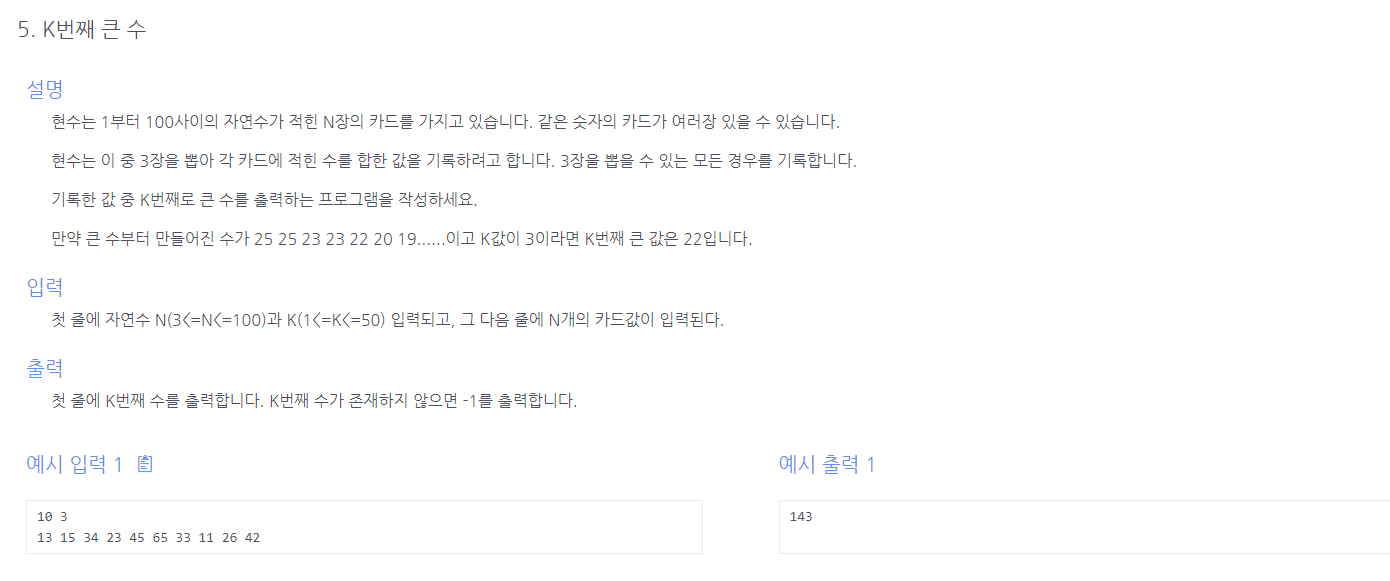 5. K번째 큰 수
설명
현수는 1부터 100사이의 자연수가 적힌 N장의 카드를 가지고 있습니다. 같은 숫자의 카드가 여러장 있을 수 있습니다.
현수는 이 중 3장을 뽑아 각 카드에 적힌 수를 합한 값을 기록하려고 합니다. 3장을 뽑을 수 있는 모든 경우를 기록합니다.
기록한 값 중 K번째로 큰 수를 출력하는 프로그램을 작성하세요.
만약 큰 수부터 만들어진 수가 25 25 23 23 22 20 19......이고 K값이 3이라면 K번째 큰 값은 22입니다.
입력
첫 줄에 자연수 N(3<=N<=100)과 K(1<=K<=50) 입력되고, 그 다음 줄에 N개의 카드값이 입력된다.
출력
첫 줄에 K번째 수를 출력합니다. K번째 수가 존재하지 않으면 -1를 출력합니다.
예시 입력 1
10 3
13 15 34 23 45 65 33 11 26 42
예시 출력 1
143